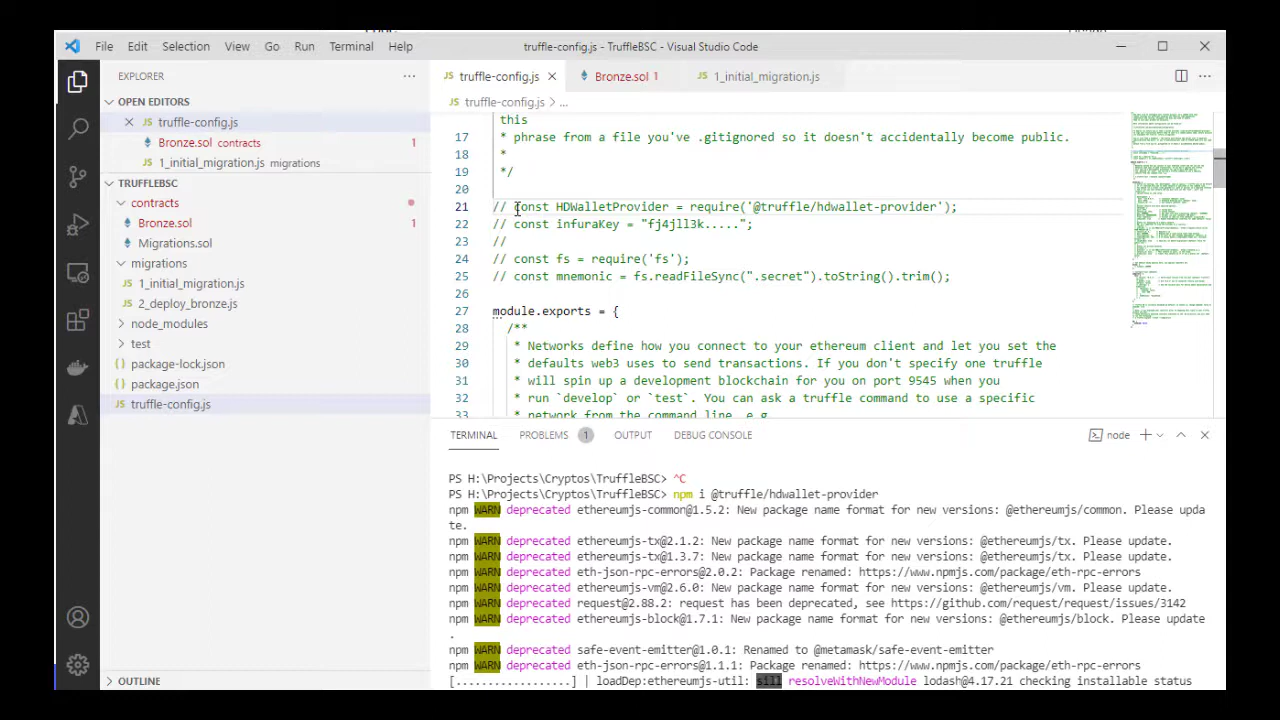 File Edit Selection View Go Run Terminal Help truffle-config.js - TruffleBSC - Visual Studio Code
EXPLORER
OPEN EDITORS
truffle-config.js
Bronze.sol contracts 1
1_initial_migration.js migrations
TRUFFLEBSC
contracts
Bronze.sol 1
Migrations.sol
migrations
1_initial_migration.js
2_deploy_bronze.js
node_modules
test
package-lock.json
package.json
truffle-config.js
OUTLINE
truffle-config.js Bronze.sol 1 1_initial_migration.js
truffle-config.js > ...
this
17 * phrase from a file you've .gitignored so it doesn't accidentally become public.
18 *
19 */
20
21 // const HDWalletProvider = require('@truffle/hdwallet-provider');
22 // const infuraKey = "fj4jll3k.....";
23 //
24 // const fs = require('fs');
25 // const mnemonic = fs.readFileSync(".secret").toString().trim();
26
27 module.exports = {
28 /**
29 * Networks define how you connect to your ethereum client and let you set the
30 * defaults web3 uses to send transactions. If you don't specify one truffle
31 * will spin up a development blockchain for you on port 9545 when you
32 * run `develop` or `test`. You can ask a truffle command to use a specific
33 * network from the command line, e.g
TERMINAL PROBLEMS 1 OUTPUT DEBUG CONSOLE node
PS H:\Projects\Cryptos\TruffleBSC> ^C
PS H:\Projects\Cryptos\TruffleBSC> npm i @truffle/hdwallet-provider
npm WARN deprecated ethereumjs-common@1.5.2: New package name format for new versions: @ethereumjs/common. Please upda
te.
npm WARN deprecated ethereumjs-tx@2.1.2: New package name format for new versions: @ethereumjs/tx. Please update.
npm WARN deprecated ethereumjs-tx@1.3.7: New package name format for new versions: @ethereumjs/tx. Please update.
npm WARN deprecated eth-json-rpc-errors@2.0.2: Package renamed: https://www.npmjs.com/package/eth-rpc-errors
npm WARN deprecated ethereumjs-vm@2.6.0: New package name format for new versions: @ethereumjs/vm. Please update.
npm WARN deprecated request@2.88.2: request has been deprecated, see https://github.com/request/request/issues/3142
npm WARN deprecated ethereumjs-block@1.7.1: New package name format for new versions: @ethereumjs/block. Please update
.
npm WARN deprecated safe-event-emitter@1.0.1: Renamed to @metamask/safe-event-emitter
npm WARN deprecated eth-json-rpc-errors@1.1.1: Package renamed: https://www.npmjs.com/package/eth-rpc-errors
[..................] | loadDep:ethereumjs-util: sill resolveWithNewModule lodash@4.17.21 checking installable status